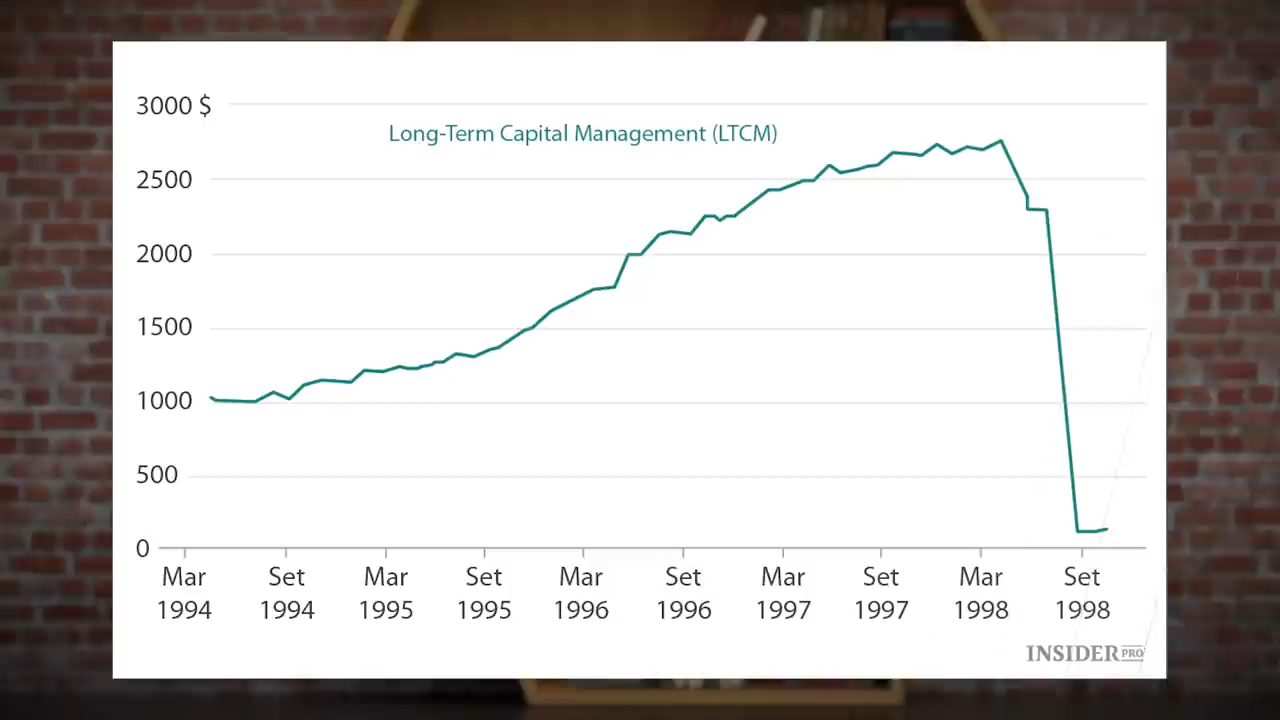 3000 $
Long-Term Capital Management (LTCM)
2500
2000
1500
1000
500
0
Mar Set Mar Set Mar Set Mar Set Mar Set
1994 1994 1995 1995 1996 1996 1997 1997 1998 1998
INSIDER PRO